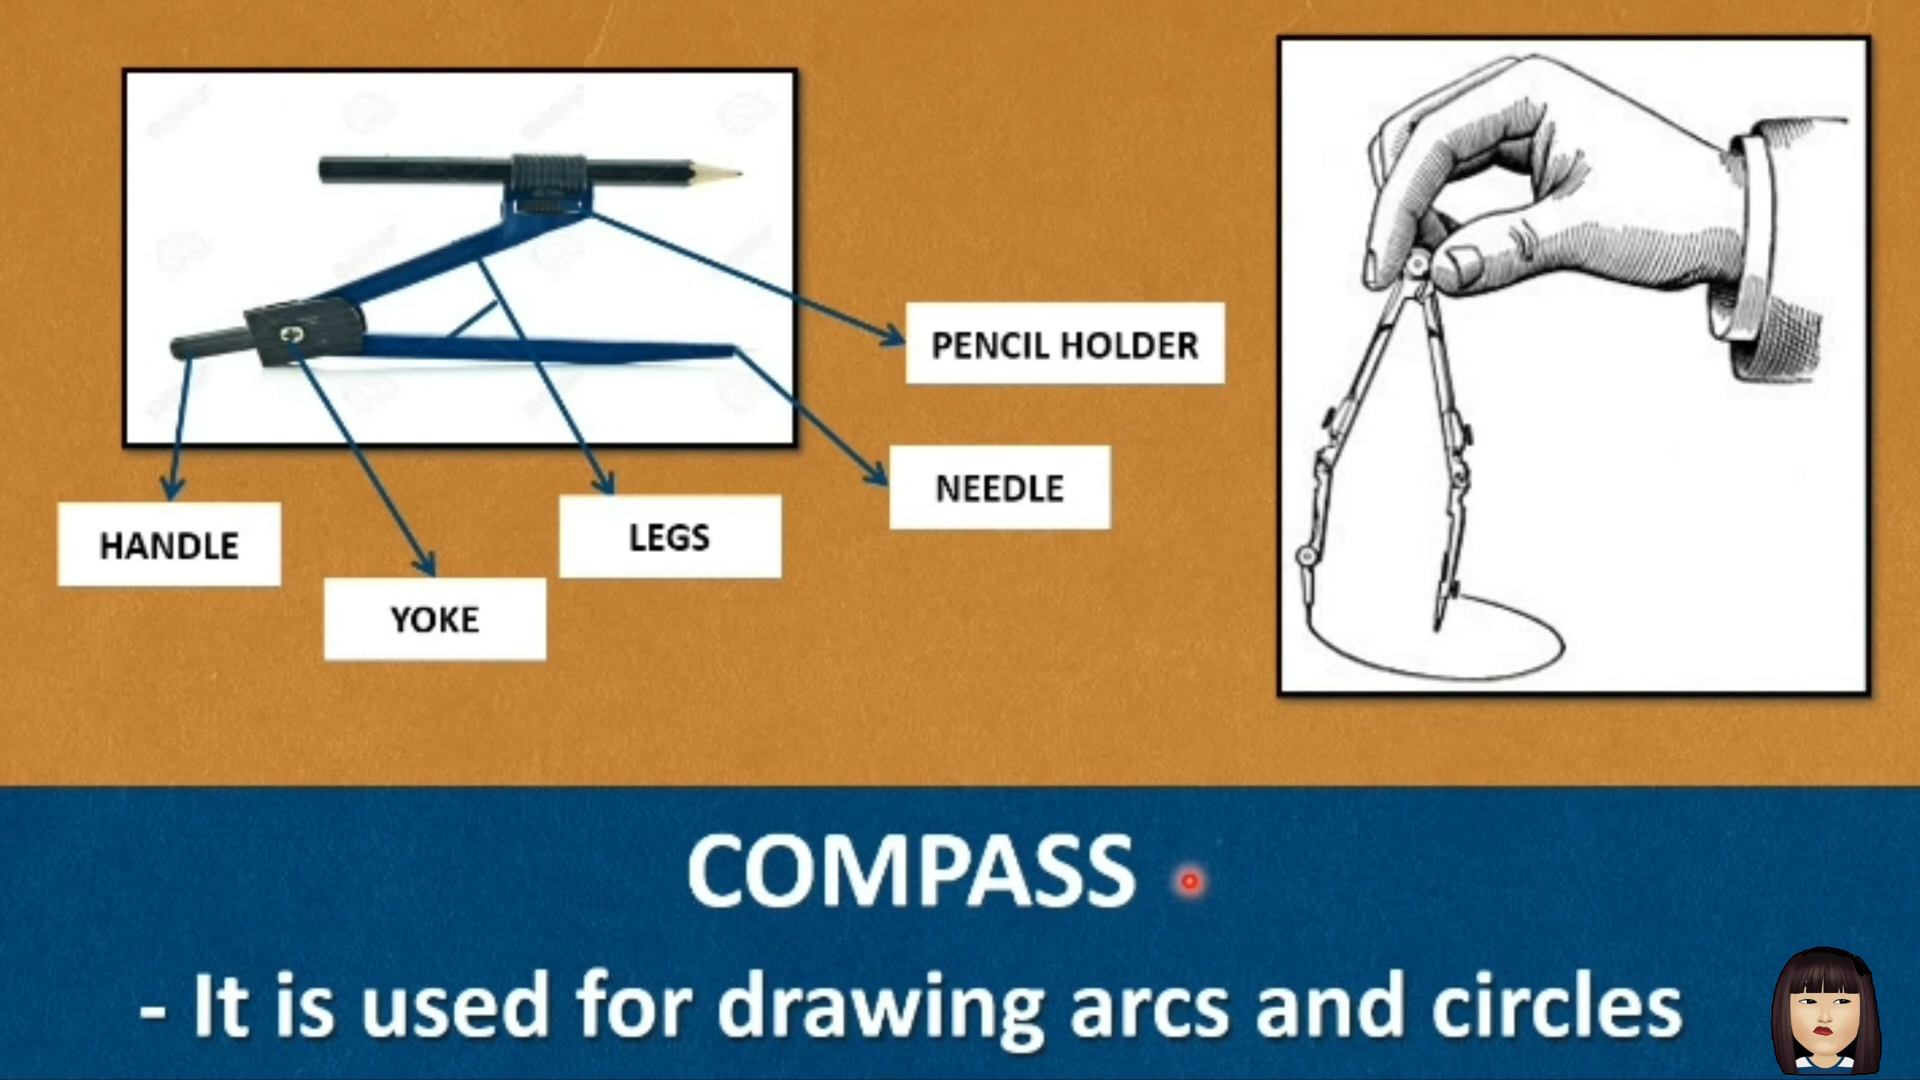 PENCIL HOLDER
NEEDLE
LEGS
HANDLE
YOKE
COMPASS
- It is used for drawing arcs and circles